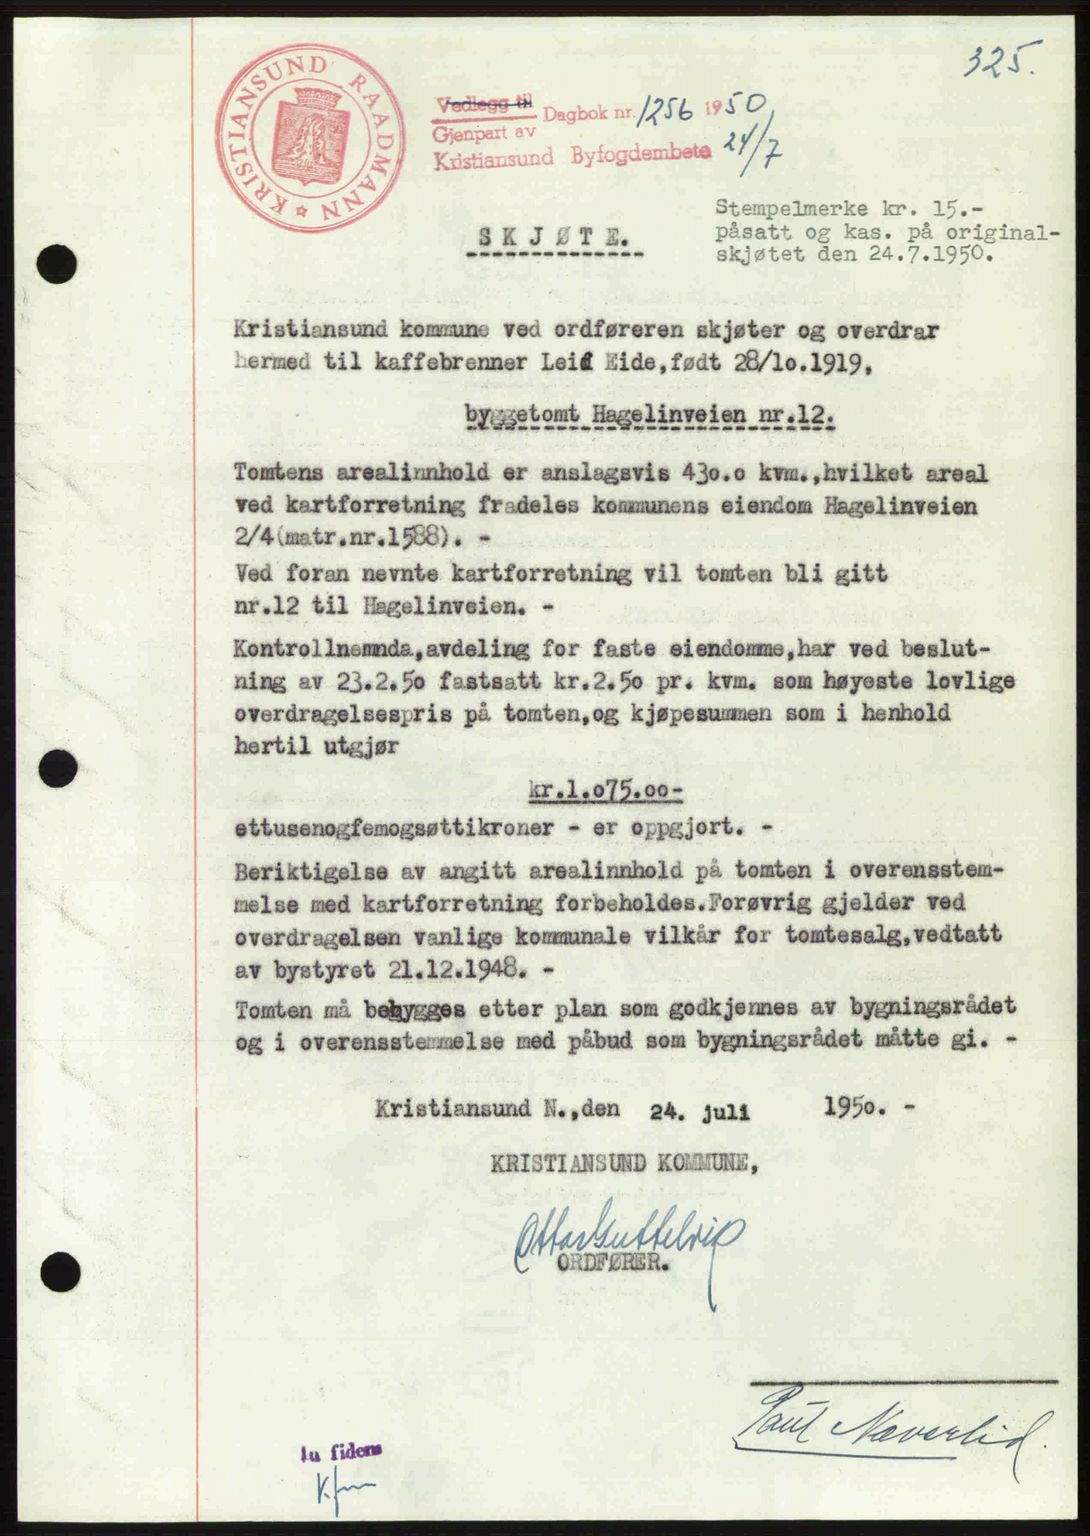 325.
KRISTIANSUND RAADMANN
Vedlegg til
Dagbok nr. 1256 1950
Gjenpart av
24/7
Kristiansund Byfogdembete
Stempelmerke kr. 15.-
påsatt og kas. på original-
skjøtet den 24.7.1950.
SKJØTE.
Kristiansund kommune ved ordføreren skjøter og overdrar
hermed til kaffebrenner Leif Eide,født 28/1o.1919,
byggetomt Hagelinveien nr.12.
Tomtens arealinnhold er anslagsvis 43o.o kvm.,hvilket areal
ved kartforretning fradeles kommunens eiendom Hagelinveien
2/4(matr.nr.1588). -
Ved foran nevnte kartforretning vil tomten bli gitt
nr.12 til Hagelinveien. -
Kontrollnemnda,avdeling for faste eiendomme,har ved beslut-
ning av 23.2.5o fastsatt kr.2.5o pr. kvm. som høyeste lovlige
overdragelsespris på tomten,og kjøpesummen som i henhold
hertil utgjør
kr.1.o75.oo-
ettusenogfemogsøttikroner - er oppgjort. -
Beriktigelse av angitt arealinnhold på tomten i overensstem-
melse med kartforretning forbeholdes.Forøvrig gjelder ved
overdragelsen vanlige kommunale vilkår for tomtesalg,vedtatt
av bystyret 21.12.1948. -
Tomten må bebygges etter plan som godkjennes av bygningsrådet
og i overensstemmelse med påbud som bygningsrådet måtte gi. -
Kristiansund N.,den 24. juli 195o. -
KRISTIANSUND KOMMUNE,
Ottar Guttelvik
ORDFØRER.
Paul Næverlid.
in fidem